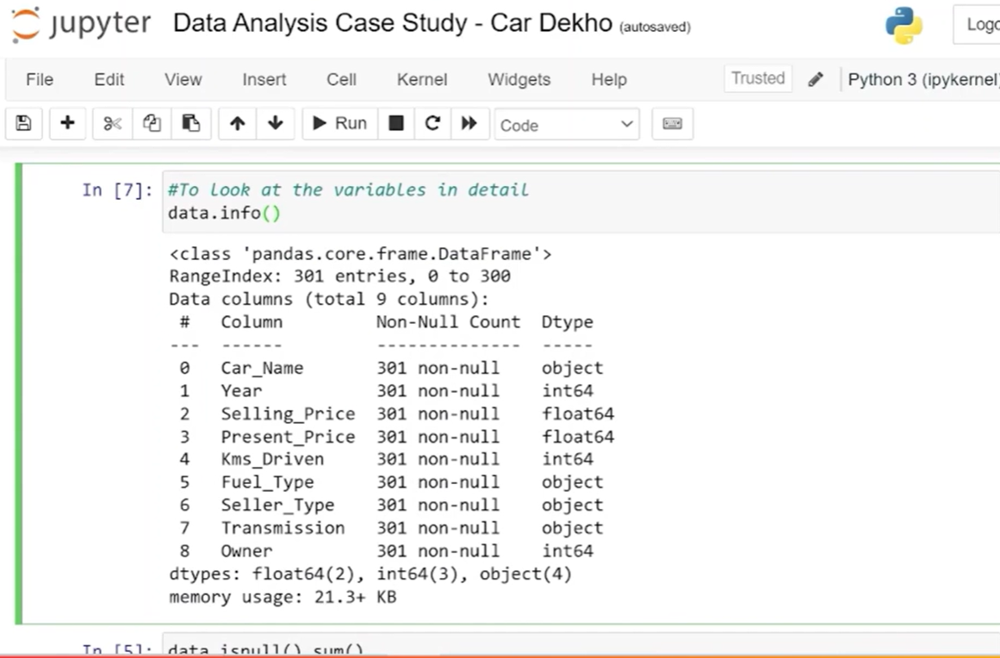 jupyter Data Analysis Case Study - Car Dekho (autosaved)
File Edit View Insert Cell Kernel Widgets Help Trusted Python 3 (ipykernel)
Run Code
In [7]: #To look at the variables in detail
data.info()
<class 'pandas.core.frame.DataFrame'>
RangeIndex: 301 entries, 0 to 300
Data columns (total 9 columns):
# Column Non-Null Count Dtype
--- ------ -------------- -----
0 Car_Name 301 non-null object
1 Year 301 non-null int64
2 Selling_Price 301 non-null float64
3 Present_Price 301 non-null float64
4 Kms_Driven 301 non-null int64
5 Fuel_Type 301 non-null object
6 Seller_Type 301 non-null object
7 Transmission 301 non-null object
8 Owner 301 non-null int64
dtypes: float64(2), int64(3), object(4)
memory usage: 21.3+ KB
In [5]: data.isnull().sum()